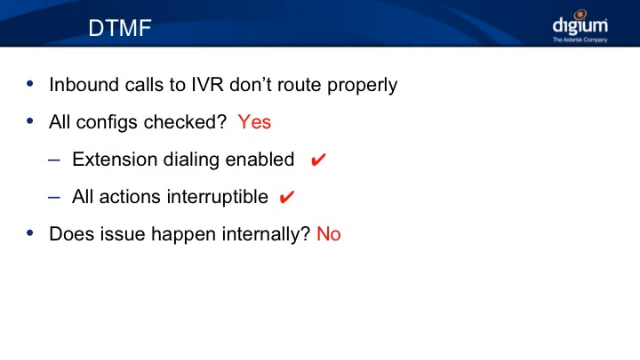 DTMF
digium
The Asterisk Company
• Inbound calls to IVR don't route properly
• All configs checked? Yes
– Extension dialing enabled ✔
– All actions interruptible ✔
• Does issue happen internally? No